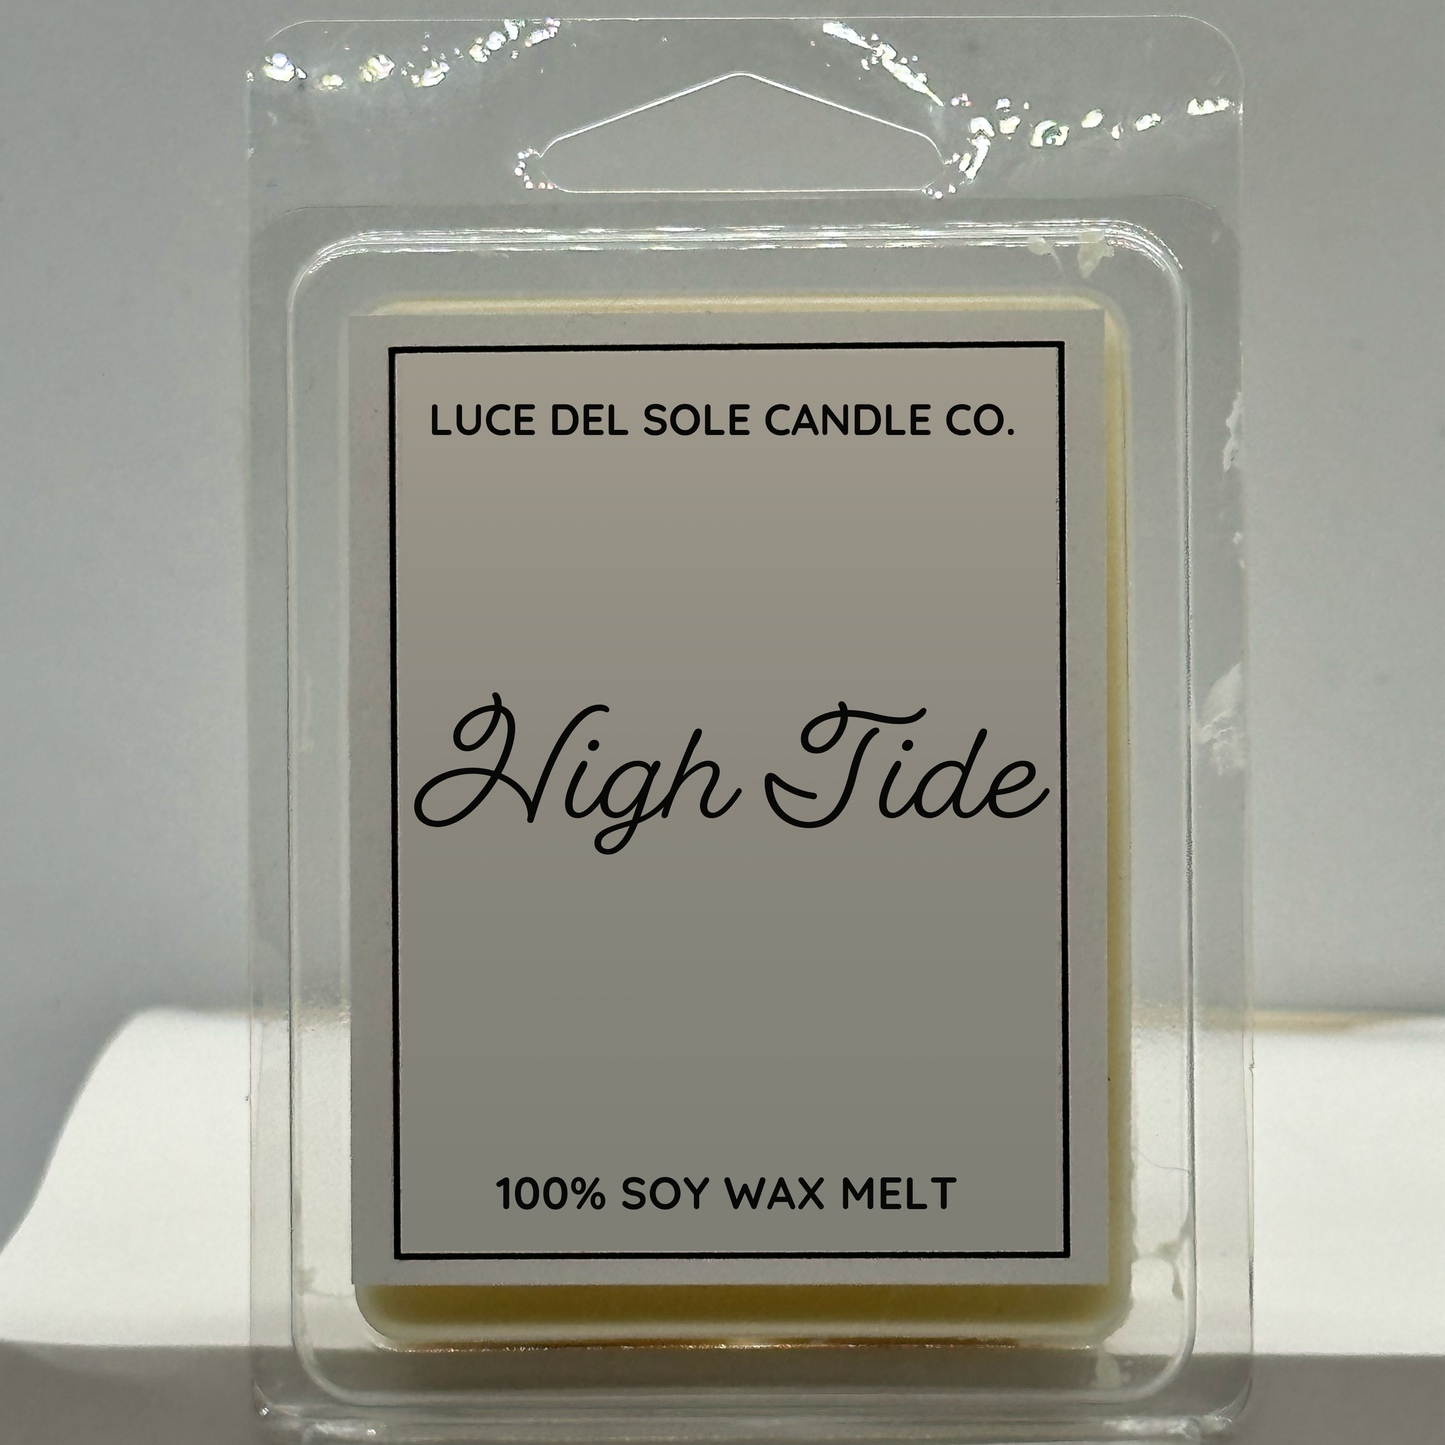 LUCE DEL SOLE CANDLE CO.
High Tide
100% SOY WAX MELT